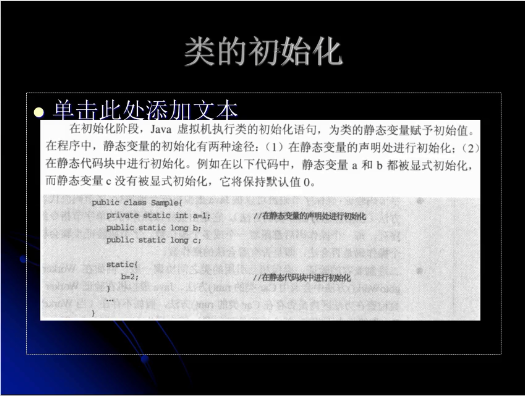 类的初始化
单击此处添加文本
在初始化阶段，Java 虚拟机执行类的初始化语句，为类的静态变量赋予初始值。
在程序中，静态变量的初始化有两种途径：（1）在静态变量的声明处进行初始化；（2）
在静态代码块中进行初始化。例如在以下代码中，静态变量 a 和 b 都被显式初始化，
而静态变量 c 没有被显式初始化，它将保持默认值 0。
public class Sample{
private static int a=1; //在静态变量的声明处进行初始化
public static long b;
public static long c;
static{
b=2; //在静态代码块中进行初始化
}
…
}